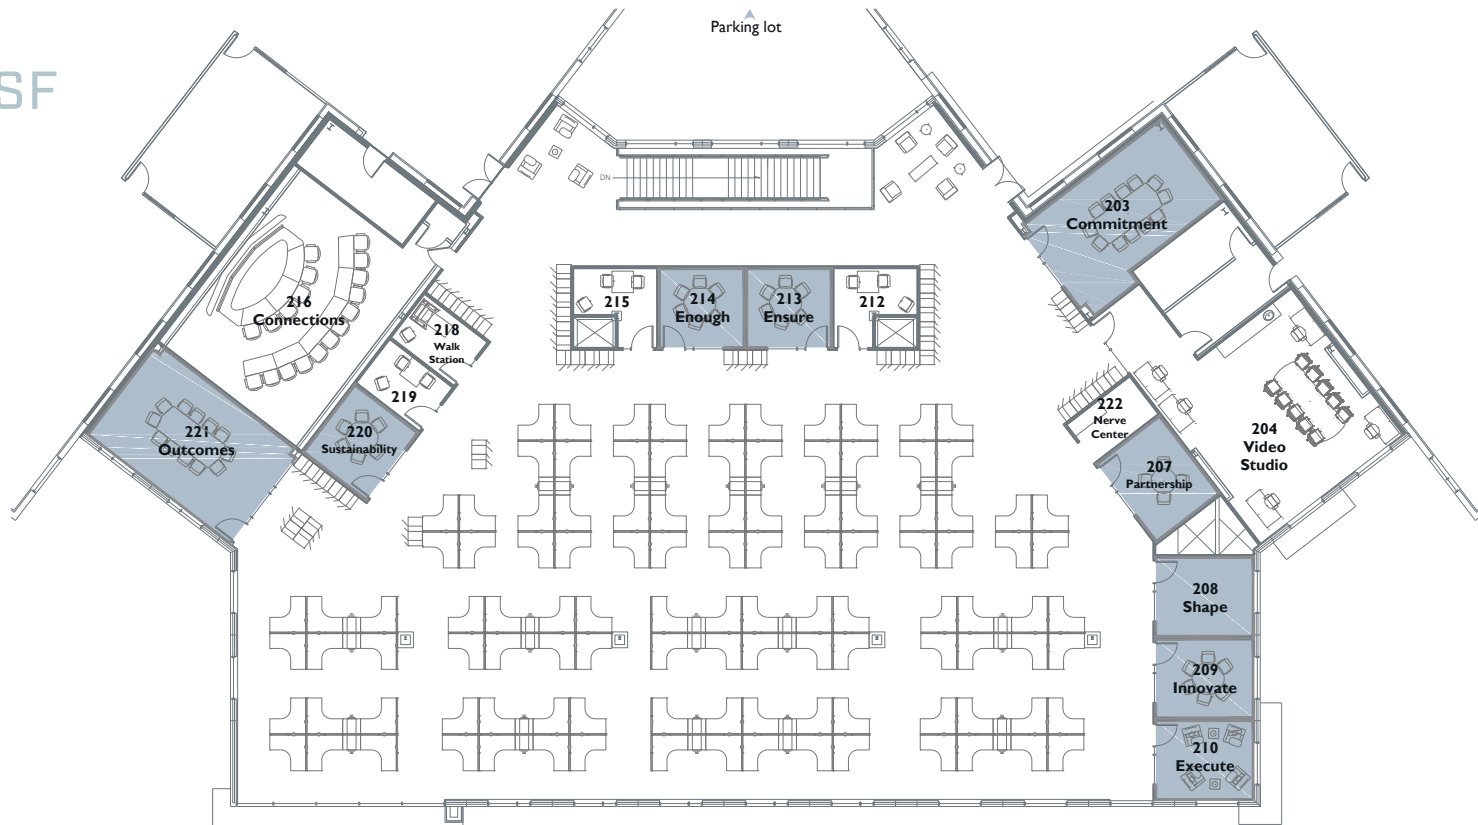 Parking lot
SF
DN
203
Commitment
215
214
Enough
213
Ensure
212
216
Connections
218
Walk
Station
219
222
Nerve
Center
204
Video
Studio
221
Outcomes
220
Sustainability
207
Partnership
208
Shape
209
Innovate
210
Execute